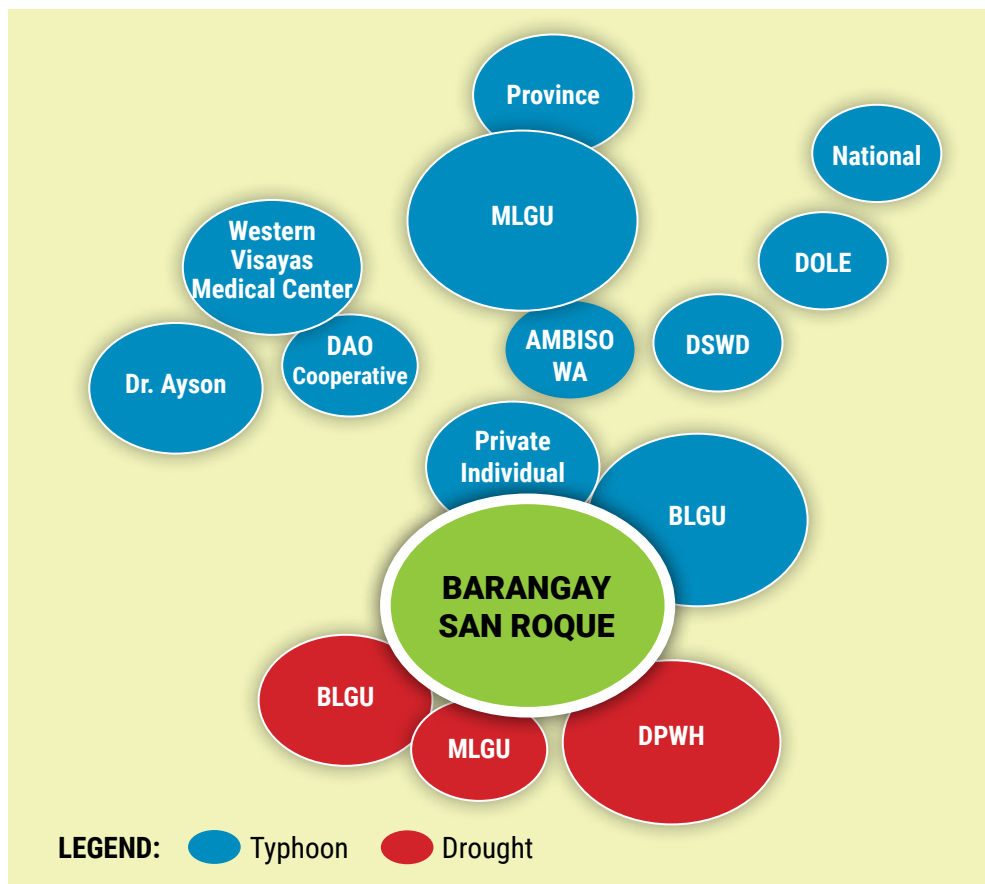 Province
National
MLGU
Western
Visayas
Medical Center
DOLE
AMBISO
WA
DSWD
DAO
Cooperative
Dr. Ayson
Private
Individual
BLGU
BARANGAY
SAN ROQUE
BLGU
MLGU
DPWH
LEGEND: Typhoon Drought